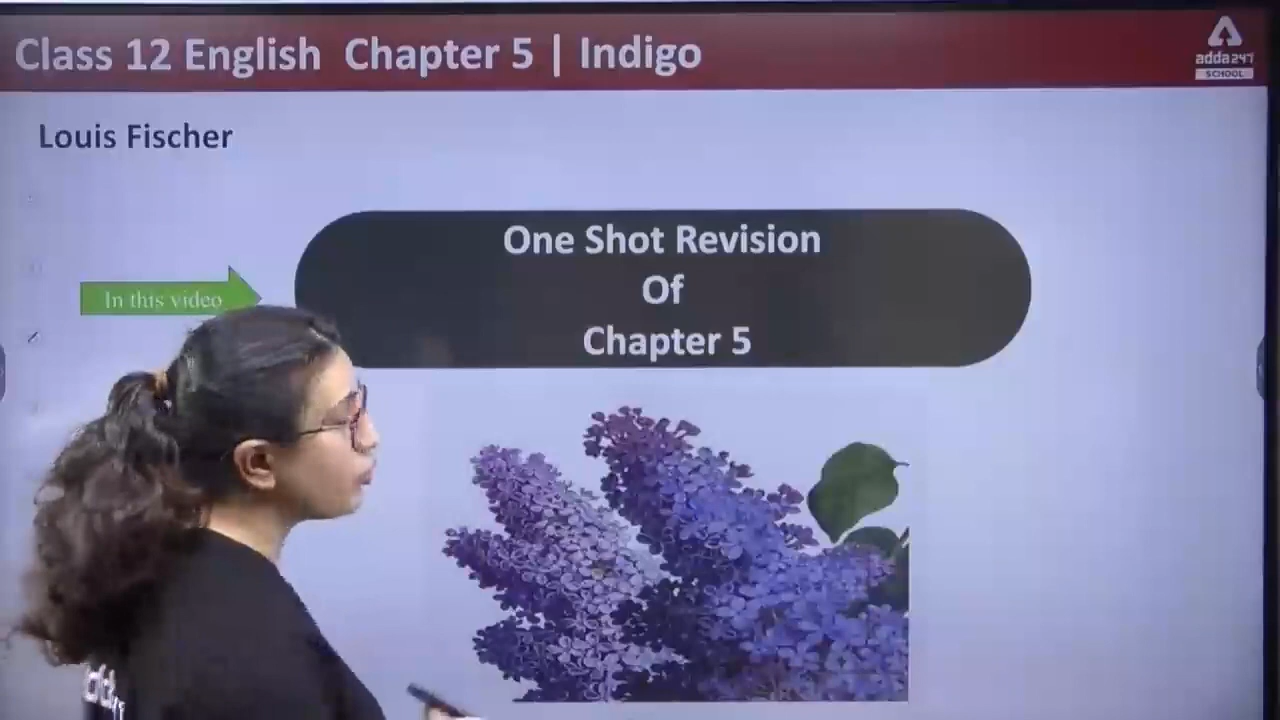 Class 12 English Chapter 5 | Indigo
adda247
SCHOOL
Louis Fischer
One Shot Revision
Of
In this video
Chapter 5